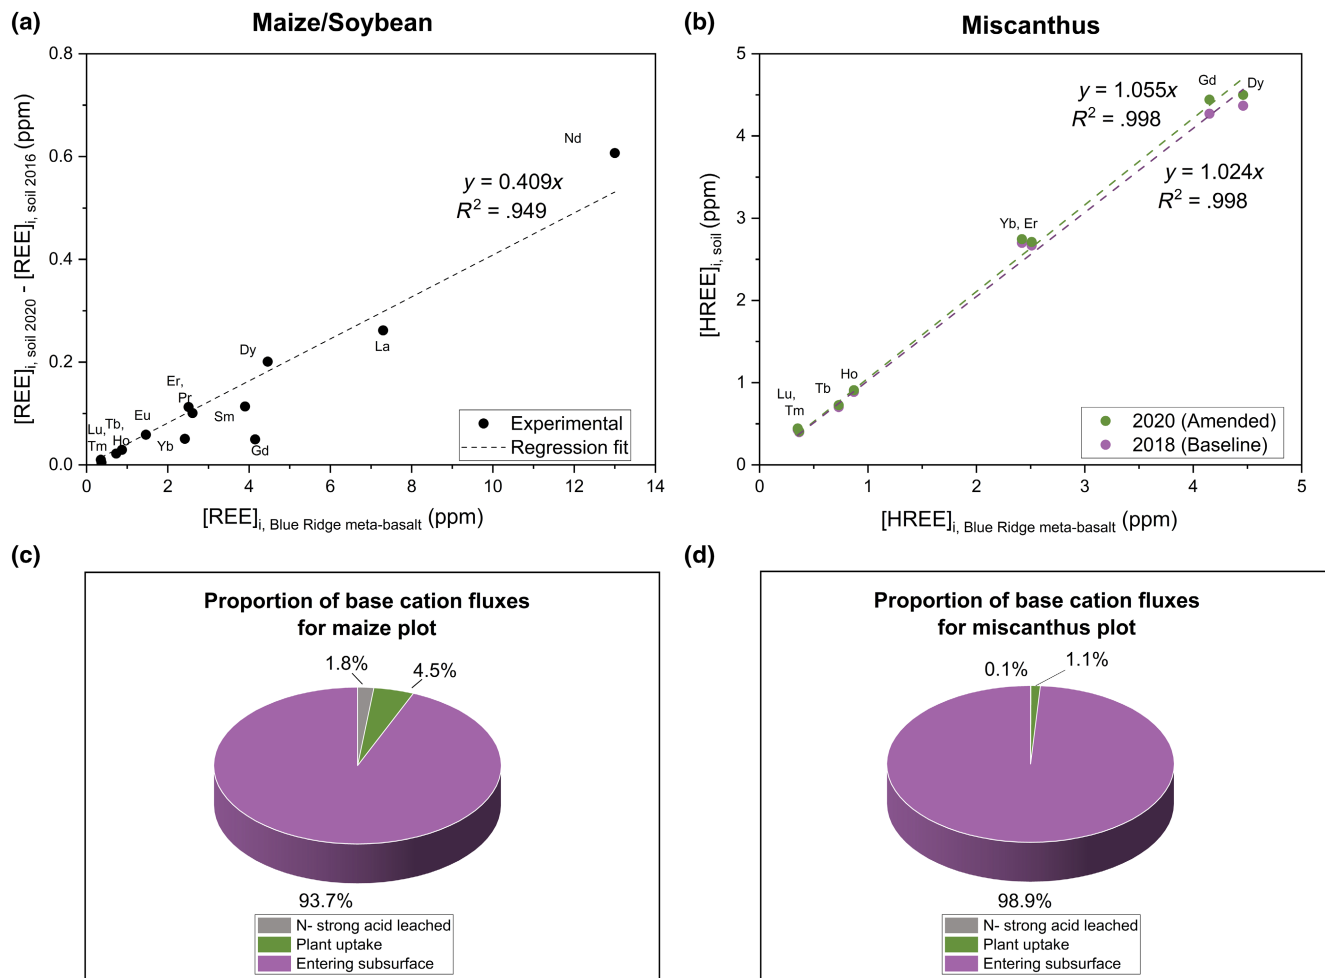 (a)
Maize/Soybean
0.8
0.6
0.4
0.2
0.0
[REE]i, soil 2020 - [REE]i, soil 2016 (ppm)
Nd
y = 0.409x
R² = .949
La
Dy
Er,
Pr
Sm
Gd
Yb
Eu
Tb,
Ho
Lu,
Tm
Experimental
Regression fit
0 2 4 6 8 10 12 14
[REE]i, Blue Ridge meta-basalt (ppm)
(b)
Miscanthus
5
4
3
2
1
0
[HREE]i, soil (ppm)
Gd
Dy
y = 1.055x
R² = .998
y = 1.024x
R² = .998
Yb, Er
Ho
Tb
Lu,
Tm
2020 (Amended)
2018 (Baseline)
0 1 2 3 4 5
[HREE]i, Blue Ridge meta-basalt (ppm)
(c)
Proportion of base cation fluxes
for maize plot
1.8%
4.5%
93.7%
N- strong acid leached
Plant uptake
Entering subsurface
(d)
Proportion of base cation fluxes
for miscanthus plot
0.1%
1.1%
98.9%
N- strong acid leached
Plant uptake
Entering subsurface